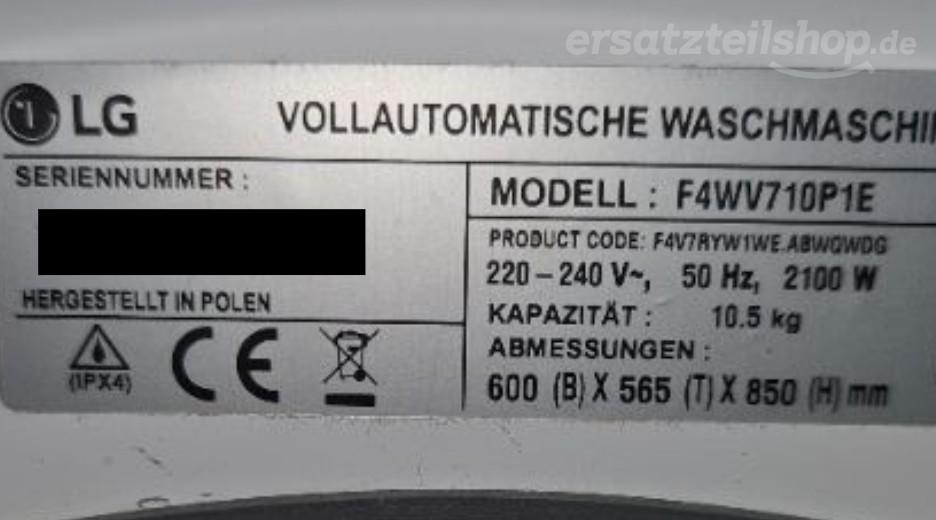 ersatzteilshop.de
LG
VOLLAUTOMATISCHE WASCHMASCHI
SERIENNUMMER :
HERGESTELLT IN POLEN
(IPX4)
CE
MODELL : F4WV710P1E
PRODUCT CODE: F4V7RYW1WE.ABWQWDG
220 – 240 V~, 50 Hz, 2100 W
KAPAZITÄT : 10.5 kg
ABMESSUNGEN :
600 (B) X 565 (T) X 850 (H) mm